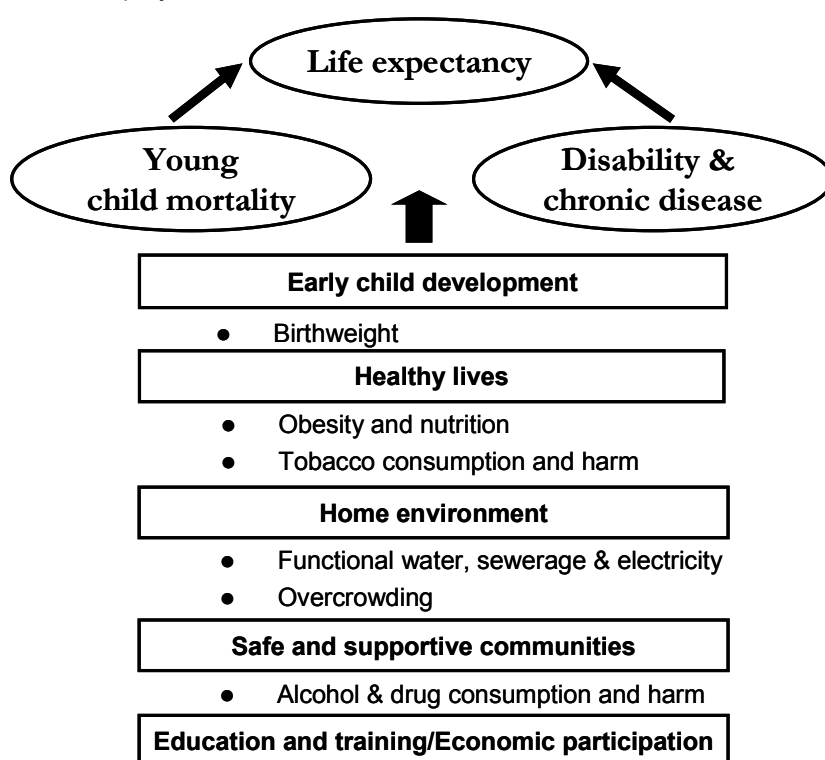 Life expectancy
Young
child mortality
Disability &
chronic disease
Early child development
● Birthweight
Healthy lives
● Obesity and nutrition
● Tobacco consumption and harm
Home environment
● Functional water, sewerage & electricity
● Overcrowding
Safe and supportive communities
● Alcohol & drug consumption and harm
Education and training/Economic participation